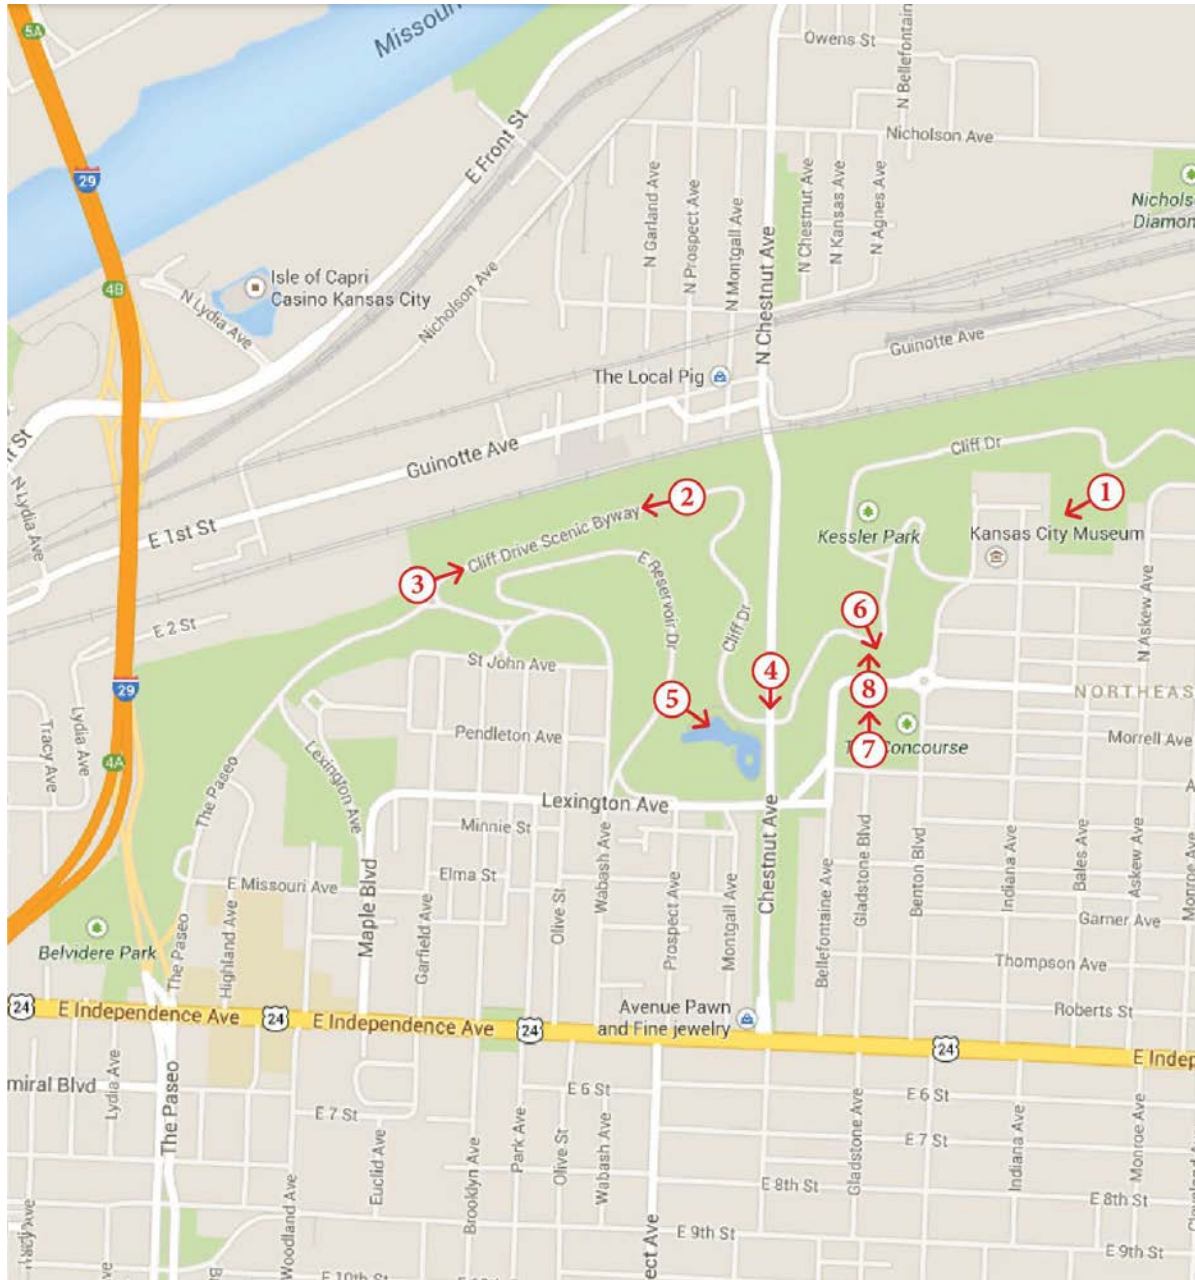 5A
Missour
Owens St
N Bellefontain
Nicholson Ave
E Front St
29
N Garland Ave
N Prospect Ave
N Montgall Ave
N Chestnut Ave
N Chestnut Ave
N Kansas Ave
N Agnes Ave
Nichols
Diamon
4B
Isle of Capri
Casino Kansas City
N Lydia Ave
Nicholson Ave
Guinotte Ave
The Local Pig
Guinotte Ave
Cliff Dr
N Lydia Ave
E 1st St
2
1
Cliff Drive Scenic Byway
Kessler Park
Kansas City Museum
3
E Reservoir Dr
Cliff Dr
6
N Askew Ave
E 2 St
St John Ave
4
29
5
8
NORTHEAS
Tracy Ave
Lydia Ave
Pendleton Ave
7
Concourse
Morrell Ave
4A
The Paseo
Lexington Ave
Lexington Ave
Minnie St
Elma St
E Missouri Ave
Maple Blvd
Highland Ave
Garfield Ave
Olive St
Wabash Ave
Prospect Ave
Montgall Ave
Chestnut Ave
Bellefontaine Ave
Gladstone Blvd
Benton Blvd
Indiana Ave
Bales Ave
Askew Ave
Monroe Ave
Garner Ave
Belvidere Park
The Paseo
Thompson Ave
Avenue Pawn
and Fine jewelry
Roberts St
24
E Independence Ave
24
E Independence Ave
24
24
E Indep
miral Blvd
Lydia Ave
The Paseo
E 6 St
E 6 St
E 7 St
E 7 St
Euclid Ave
Park Ave
Olive St
Wabash Ave
Brooklyn Ave
Gladstone Ave
Indiana Ave
Monroe Ave
E 8th St
E 8th St
Woodland Ave
E 9th St
E 9th St
ect Ave
E 10th St